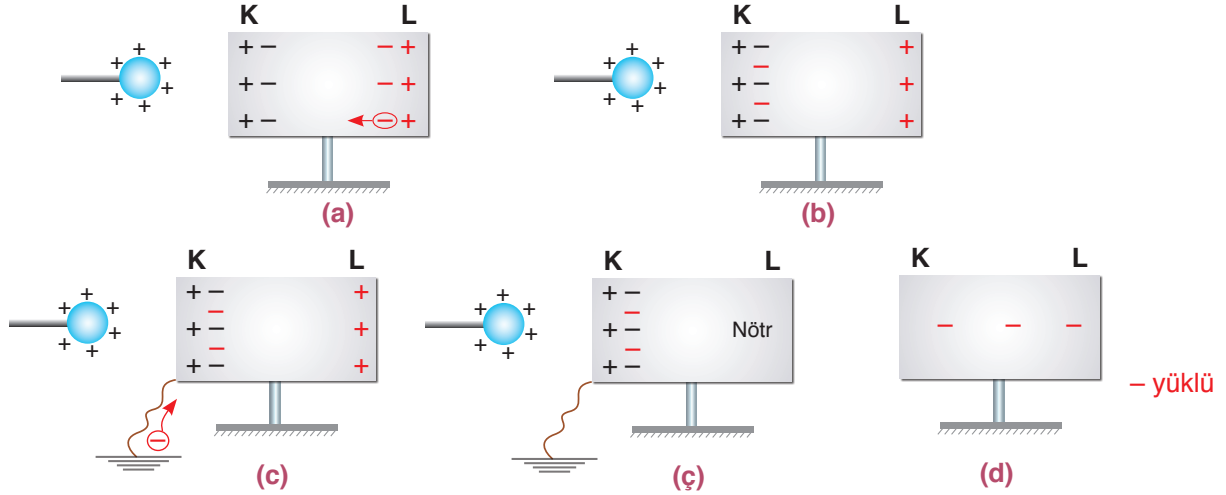 K L
+ + + + + +
+ − − +
+ − − +
+ − − +
(a)
K L
+ + + + + +
+ − +
−
+ − +
−
+ − +
(b)
K L
+ + + + + +
+ − +
−
+ − +
−
+ − +
−
(c)
K L
+ + + + + +
+ −
−
+ − Nötr
−
+ −
(ç)
K L
− − −
− yüklü
(d)